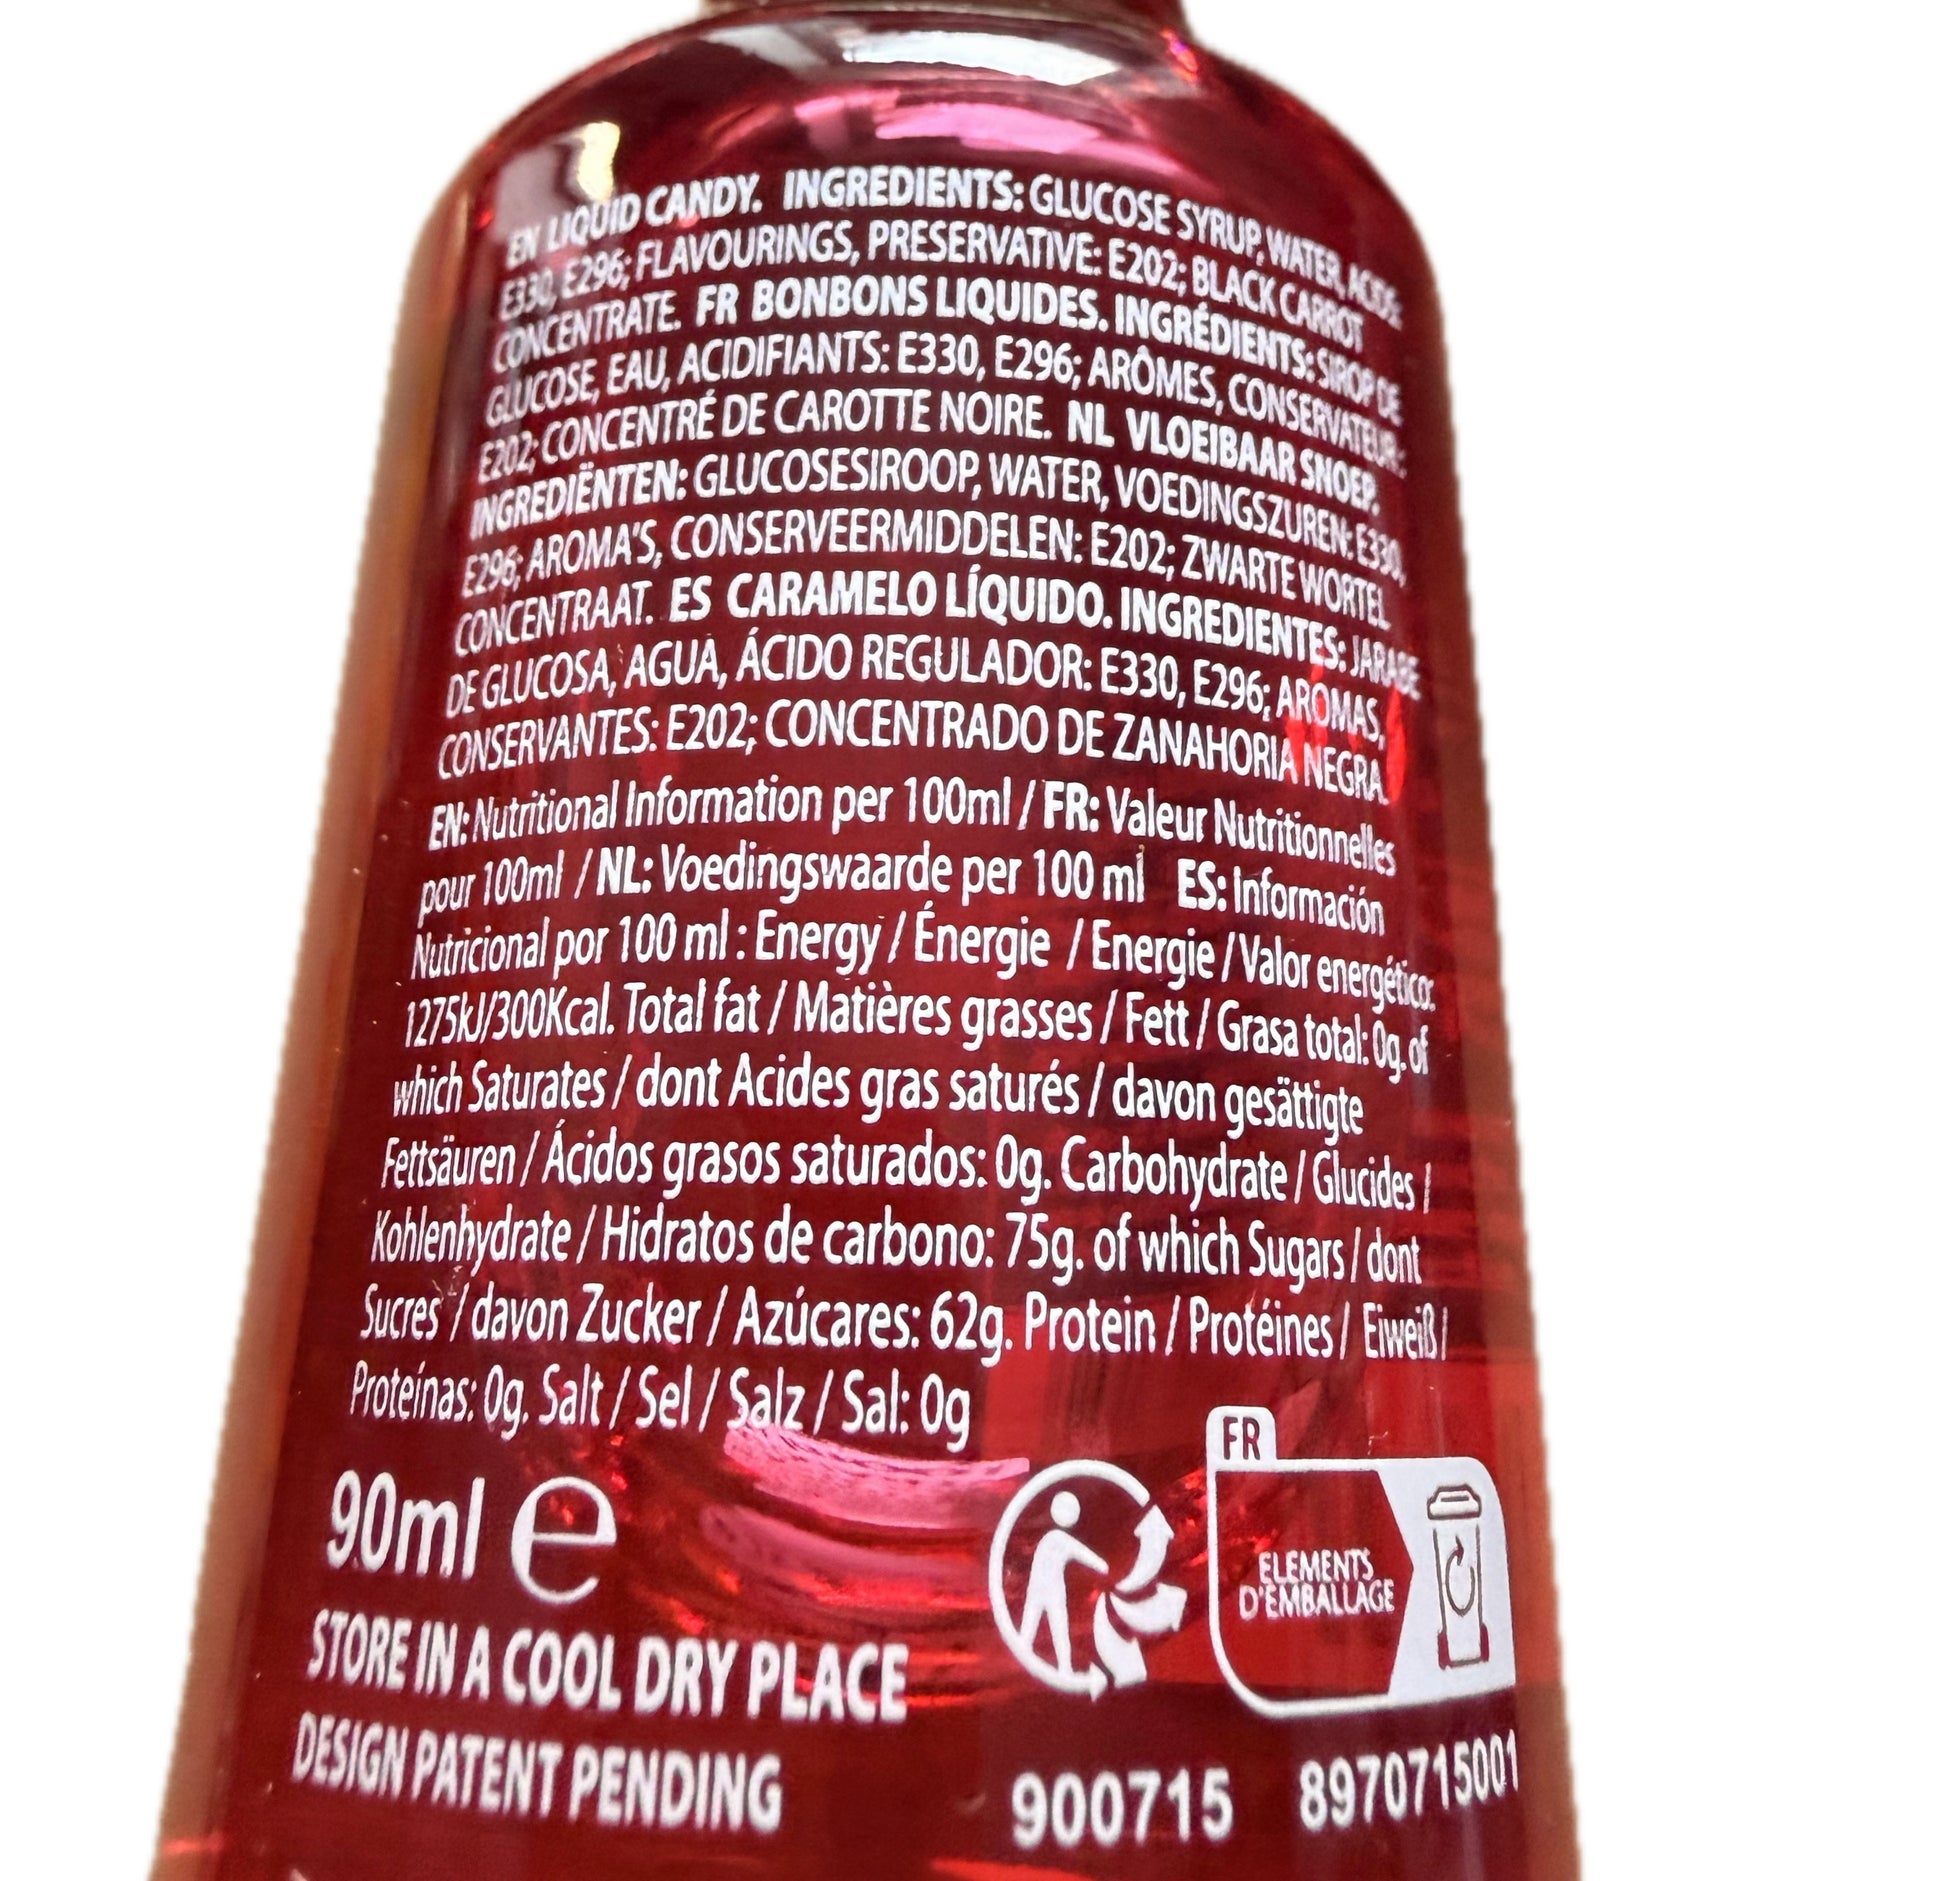 EN LIQUID CANDY. INGREDIENTS: GLUCOSE SYRUP, WATER, ACIDS:
E330, E296; FLAVOURINGS, PRESERVATIVE: E202; BLACK CARROT
CONCENTRATE. FR BONBONS LIQUIDES. INGRÉDIENTS: SIROP DE
GLUCOSE, EAU, ACIDIFIANTS: E330, E296; ARÔMES, CONSERVATEUR:
E202; CONCENTRÉ DE CAROTTE NOIRE. NL VLOEIBAAR SNOEP.
INGREDIËNTEN: GLUCOSESIROOP, WATER, VOEDINGSZUREN: E330,
E296; AROMA'S, CONSERVEERMIDDELEN: E202; ZWARTE WORTEL
CONCENTRAAT. ES CARAMELO LÍQUIDO. INGREDIENTES: JARABE
DE GLUCOSA, AGUA, ÁCIDO REGULADOR: E330, E296; AROMAS,
CONSERVANTES: E202; CONCENTRADO DE ZANAHORIA NEGRA.
EN: Nutritional Information per 100ml / FR: Valeur Nutritionnelles
pour 100ml / NL: Voedingswaarde per 100 ml ES: Información
Nutricional por 100 ml : Energy / Énergie / Energie / Valor energético:
1275kJ/300Kcal. Total fat / Matières grasses / Fett / Grasa total: 0g. of
which Saturates / dont Acides gras saturés / davon gesättigte
Fettsäuren / Ácidos grasos saturados: 0g. Carbohydrate / Glucides /
Kohlenhydrate / Hidratos de carbono: 75g. of which Sugars / dont
Sucres / davon Zucker / Azúcares: 62g. Protein / Protéines / Eiweiß /
Proteínas: 0g. Salt / Sel / Salz / Sal: 0g
90ml e
FR
ELEMENTS
D'EMBALLAGE
STORE IN A COOL DRY PLACE
DESIGN PATENT PENDING
900715 8970715001